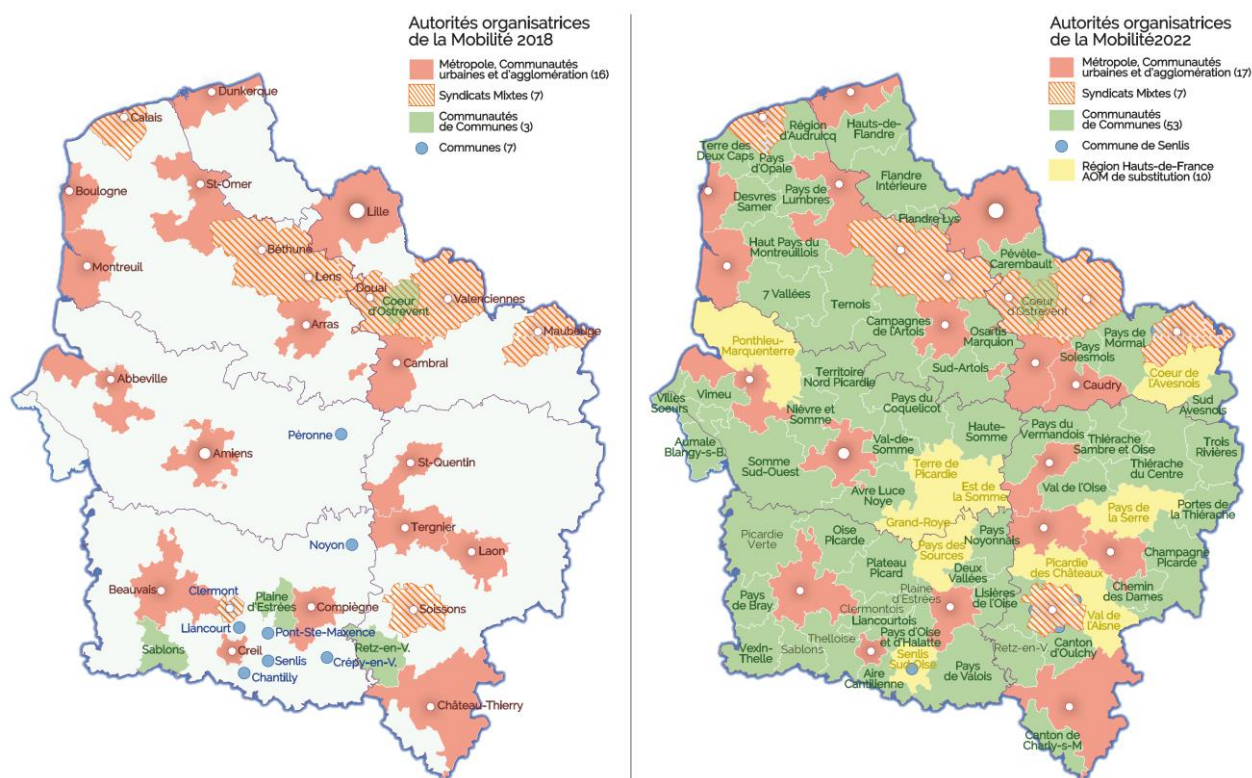 Autorités organisatrices
de la Mobilité 2018
Métropole, Communautés
urbaines et d'agglomération (16)
Syndicats Mixtes (7)
Communautés
de Communes (3)
Communes (7)
Dunkerque
Calais
St-Omer
Boulogne
Lille
Béthune
Montreuil
Lens
Douai
Coeur
d'Ostrevent
Valenciennes
Arras
Maubeuge
Cambrai
Abbeville
Péronne
Amiens
St-Quentin
Tergnier
Noyon
Laon
Beauvais
Clermont
Plaine
d'Estrées
Compiègne
Soissons
Liancourt
Pont-Ste-Maxence
Sablons
Creil
Senlis
Crépy-en-V.
Retz-en-V.
Chantilly
Château-Thierry
Autorités organisatrices
de la Mobilité2022
Métropole, Communautés
urbaines et d'agglomération (17)
Syndicats Mixtes (7)
Communautés
de Communes (53)
Commune de Senlis
Région Hauts-de-France
AOM de substitution (10)
Région
d'Audruicq
Hauts-de-
Flandre
Terre des
Deux Caps
Pays
d'Opale
Flandre
Intérieure
Desvres
Samer
Pays de
Lumbres
Flandre Lys
Haut Pays du
Montreuillois
Pévèle-
Carembault
7 Vallées
Ternois
Coeur
d'Ostrevent
Campagnes
de l'Artois
Osartis
Marquion
Pays
Solesmois
Pays de
Mormal
Ponthieu-
Marquenterre
Sud-Artois
Caudry
Coeur de
l'Avesnois
Territoire
Nord Picardie
Sud
Avesnois
Villes
Soeurs
Vimeu
Nièvre et
Somme
Pays du
Coquelicot
Haute-
Somme
Pays du
Vermandois
Thiérache
Sambre et Oise
Trois
Rivières
Aumale
Blangy-s-B.
Val-de-
Somme
Somme
Sud-Ouest
Terre de
Picardie
Thiérache
du Centre
Est de
la Somme
Val de l'Oise
Avre Luce
Noye
Pays de
la Serre
Portes de
la Thiérache
Grand-Roye
Picardie
Verte
Oise
Picarde
Pays des
Sources
Pays
Noyonnais
Plateau
Picard
Deux
Vallées
Picardie
des Châteaux
Champagne
Picarde
Pays
de Bray
Plaine
d'Estrées
Lisières
de l'Oise
Chemin
des Dames
Clermontois
Liancourtois
Val de
l'Aisne
Thelloise
Sablons
Pays d'Oise
et d'Halatte
Retz-en-V.
Canton
d'Oulchy
Vexin-
Thelle
Senlis
Sud Oise
Aire
Cantilienne
Pays
de Valois
Canton de
Charly-s-M